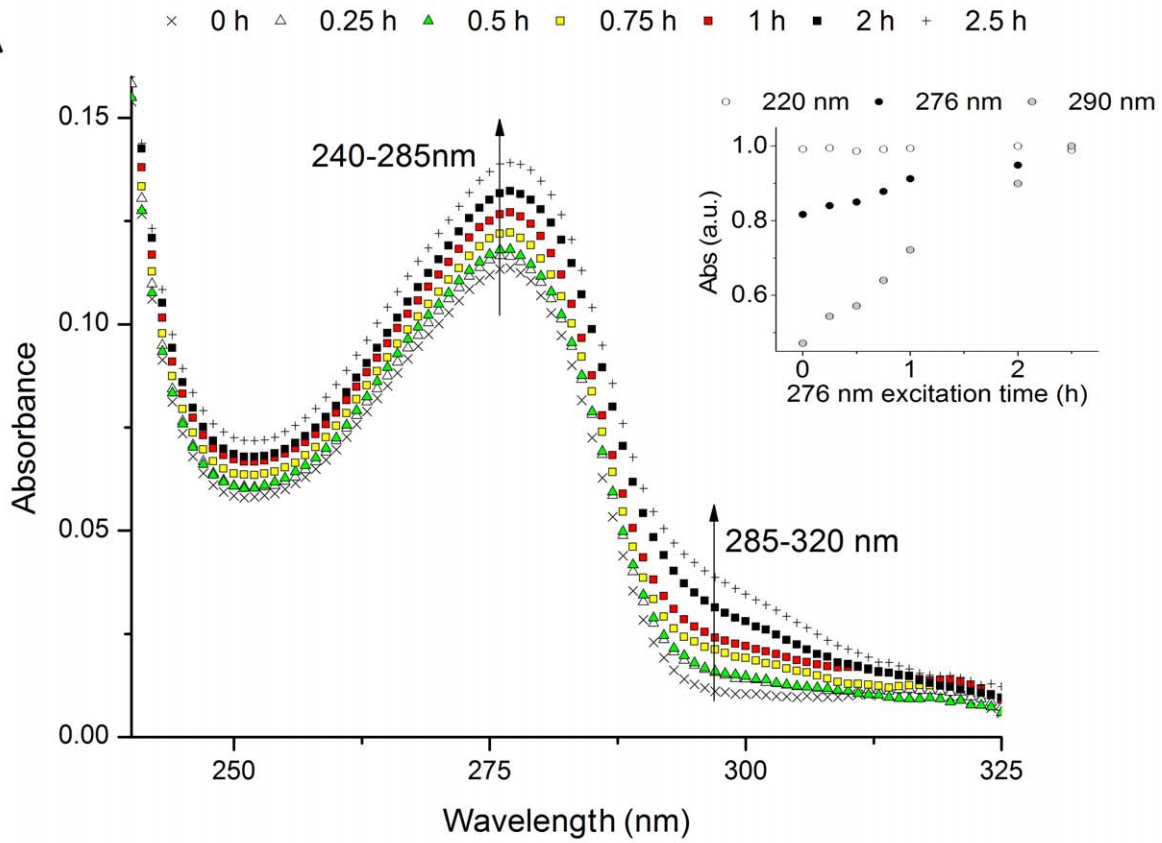 0 h 0.25 h 0.5 h 0.75 h 1 h 2 h 2.5 h
0.15
0.10
0.05
0.00
Absorbance
240-285nm
285-320 nm
220 nm 276 nm 290 nm
1.0
0.8
0.6
Abs (a.u.)
0 1 2
276 nm excitation time (h)
250 275 300 325
Wavelength (nm)